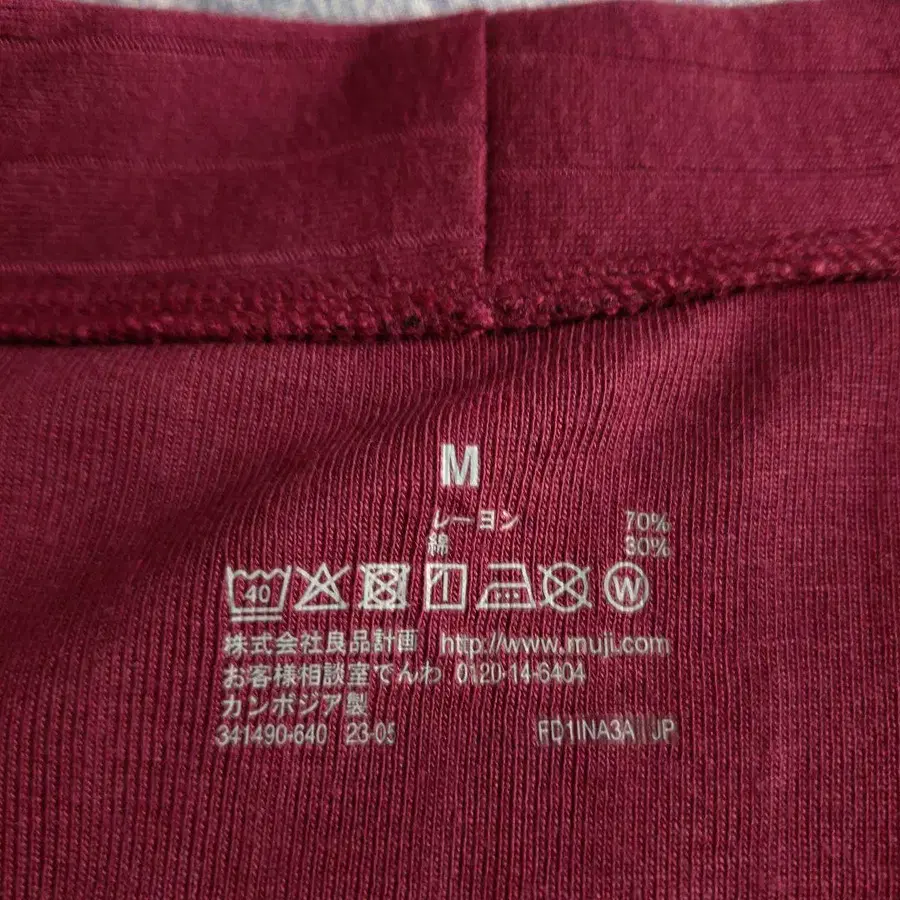 M
レーヨン 70%
綿 30%
40 W
株式会社良品計画 http://www.muji.com
お客様相談室でんわ 0120-14-6404
カンボジア製
341490-640 23-05 FD1INA3A JP